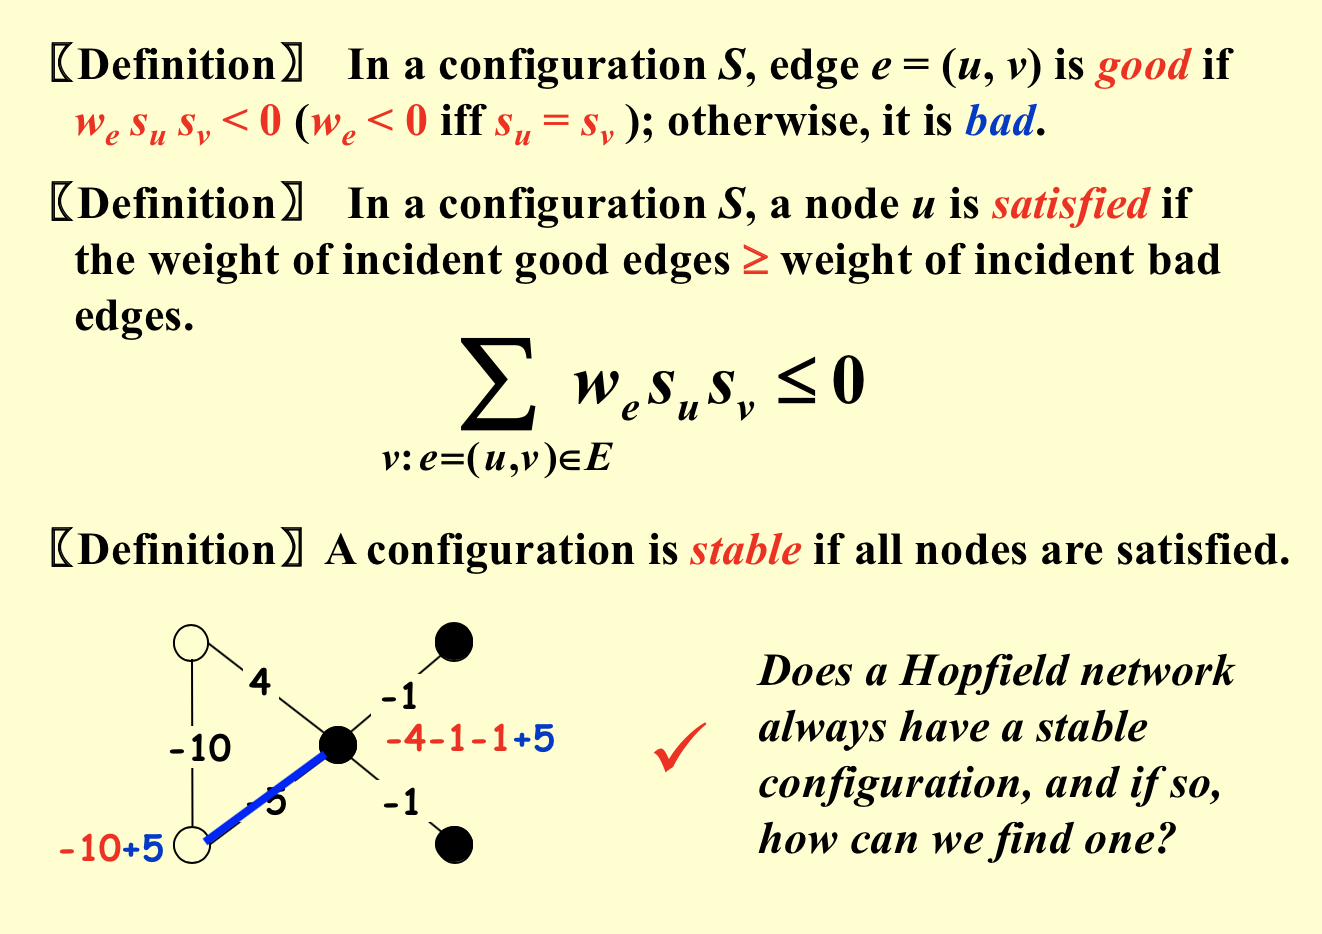 〖Definition〗 In a configuration S, edge e = (u, v) is good if
w_e s_u s_v < 0 (w_e < 0 iff s_u = s_v ); otherwise, it is bad.
〖Definition〗 In a configuration S, a node u is satisfied if
the weight of incident good edges ≥ weight of incident bad
edges.
∑ w_e s_u s_v ≤ 0
v: e=(u,v)∈E
〖Definition〗A configuration is stable if all nodes are satisfied.
4
-1
-4-1-1+5
-10
-5
-1
-10+5
✓
Does a Hopfield network
always have a stable
configuration, and if so,
how can we find one?